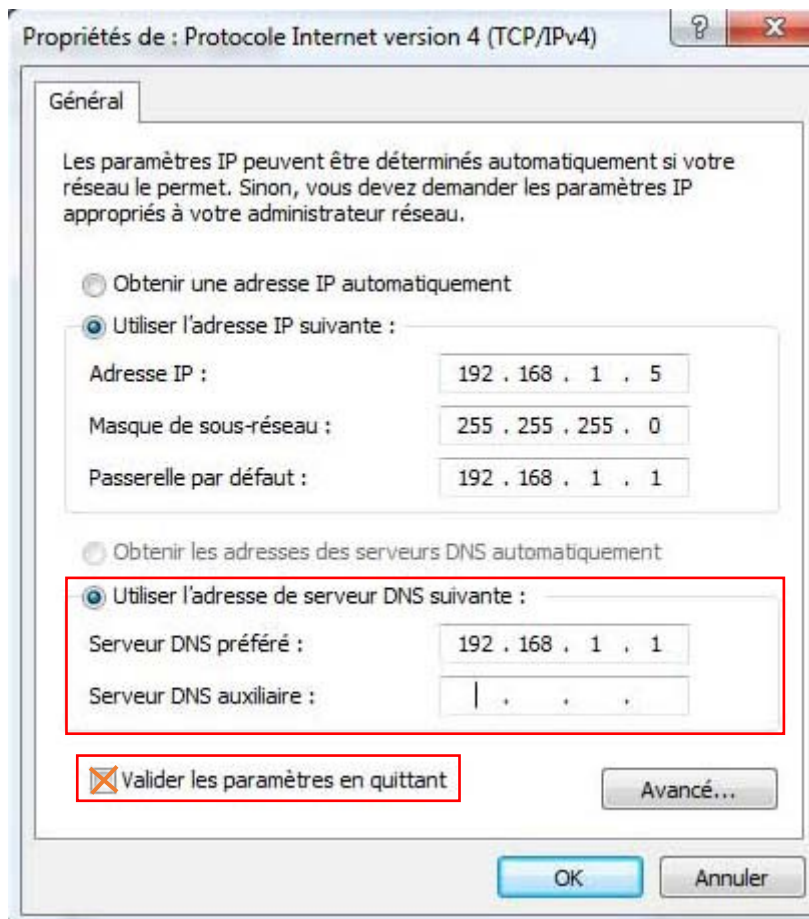 Propriétés de : Protocole Internet version 4 (TCP/IPv4)
Général
Les paramètres IP peuvent être déterminés automatiquement si votre
réseau le permet. Sinon, vous devez demander les paramètres IP
appropriés à votre administrateur réseau.
Obtenir une adresse IP automatiquement
Utiliser l'adresse IP suivante :
Adresse IP : 192 . 168 . 1 . 5
Masque de sous-réseau : 255 . 255 . 255 . 0
Passerelle par défaut : 192 . 168 . 1 . 1
Obtenir les adresses des serveurs DNS automatiquement
Utiliser l'adresse de serveur DNS suivante :
Serveur DNS préféré : 192 . 168 . 1 . 1
Serveur DNS auxiliaire : . . .
Valider les paramètres en quittant
Avancé...
OK Annuler